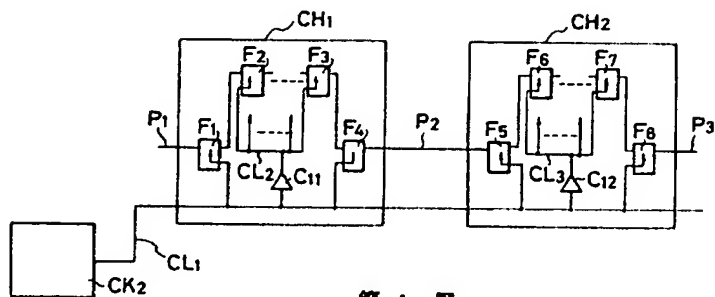 CH₁
CH₂
F₂
F₃
F₆
F₇
P₁
F₁
F₄
P₂
F₅
F₈
P₃
CL₂
C₁₁
CL₃
C₁₂
CL₁
CK₂